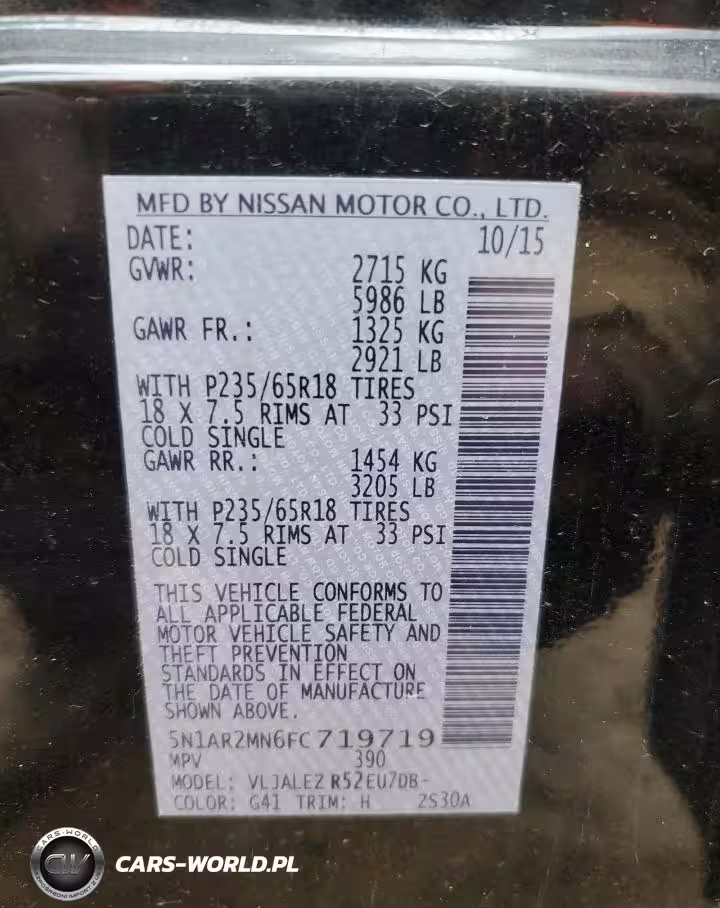 MFD BY NISSAN MOTOR CO., LTD.
DATE: 10/15
GVWR: 2715 KG
5986 LB
GAWR FR.: 1325 KG
2921 LB
WITH P235/65R18 TIRES
18 X 7.5 RIMS AT 33 PSI
COLD SINGLE
GAWR RR.: 1454 KG
3205 LB
WITH P235/65R18 TIRES
18 X 7.5 RIMS AT 33 PSI
COLD SINGLE
THIS VEHICLE CONFORMS TO
ALL APPLICABLE FEDERAL
MOTOR VEHICLE SAFETY AND
THEFT PREVENTION
STANDARDS IN EFFECT ON
THE DATE OF MANUFACTURE
SHOWN ABOVE.
5N1AR2MN6FC719719
MPV 390
MODEL: VLJALEZ R52EU7DB-
COLOR: G41 TRIM: H 2S30A
CARS-WORLD
CW
CARS-WORLD.PL